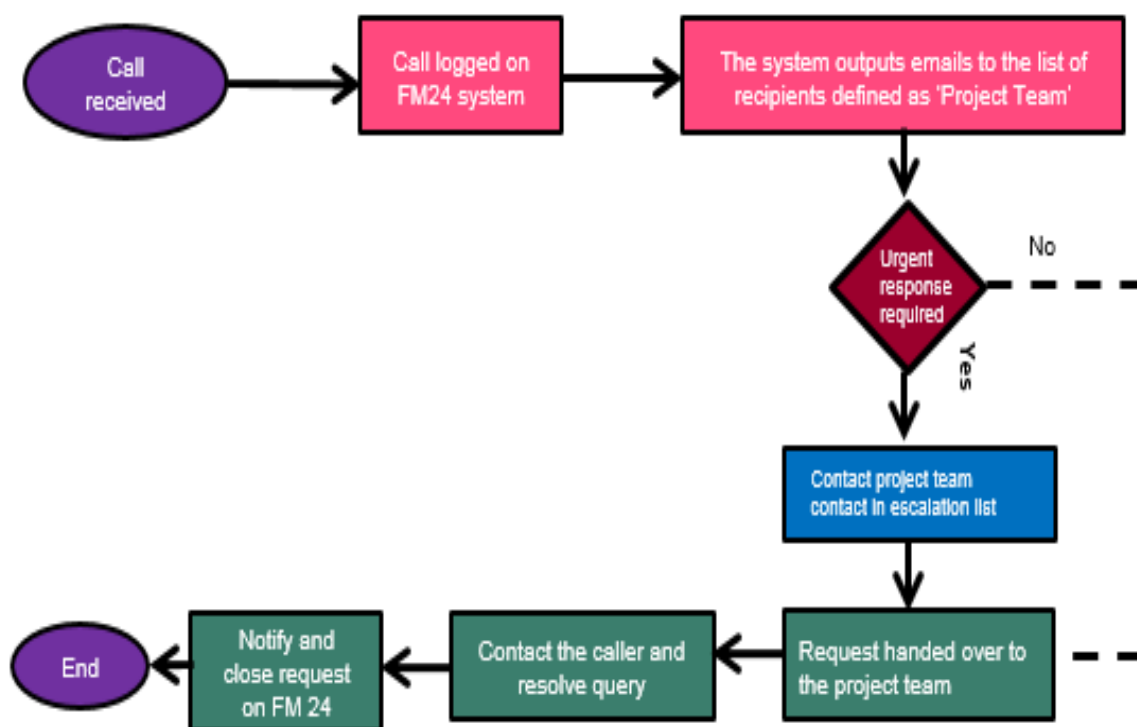 Call
received
Call logged on
FM24 system
The system outputs emails to the list of
recipients defined as 'Project Team'
Urgent
response
required
No
Yes
Contact project team
contact in escalation list
Request handed over to
the project team
Contact the caller and
resolve query
Notify and
close request
on FM 24
End